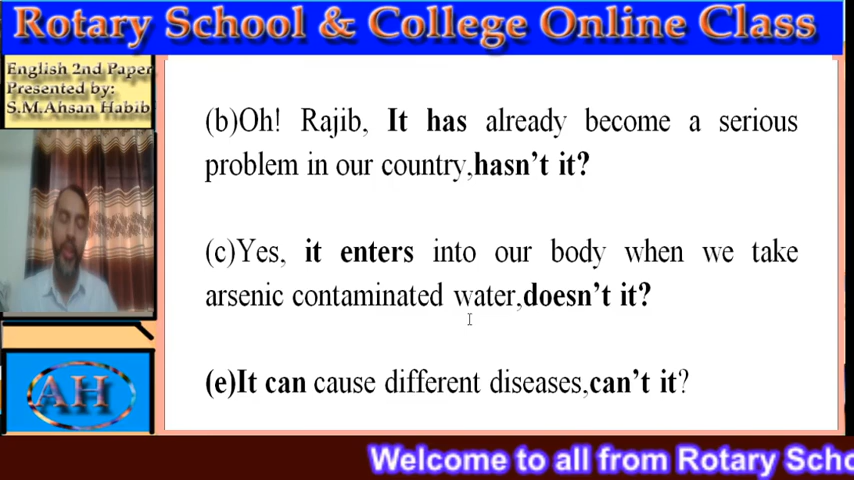 Rotary School & College Online Class
English 2nd Paper
Presented by:
S.M.Ahsan Habib
(b)Oh! Rajib, It has already become a serious
problem in our country,hasn't it?
(c)Yes, it enters into our body when we take
arsenic contaminated water,doesn't it?
(e)It can cause different diseases,can't it?
AH
Welcome to all from Rotary Scho